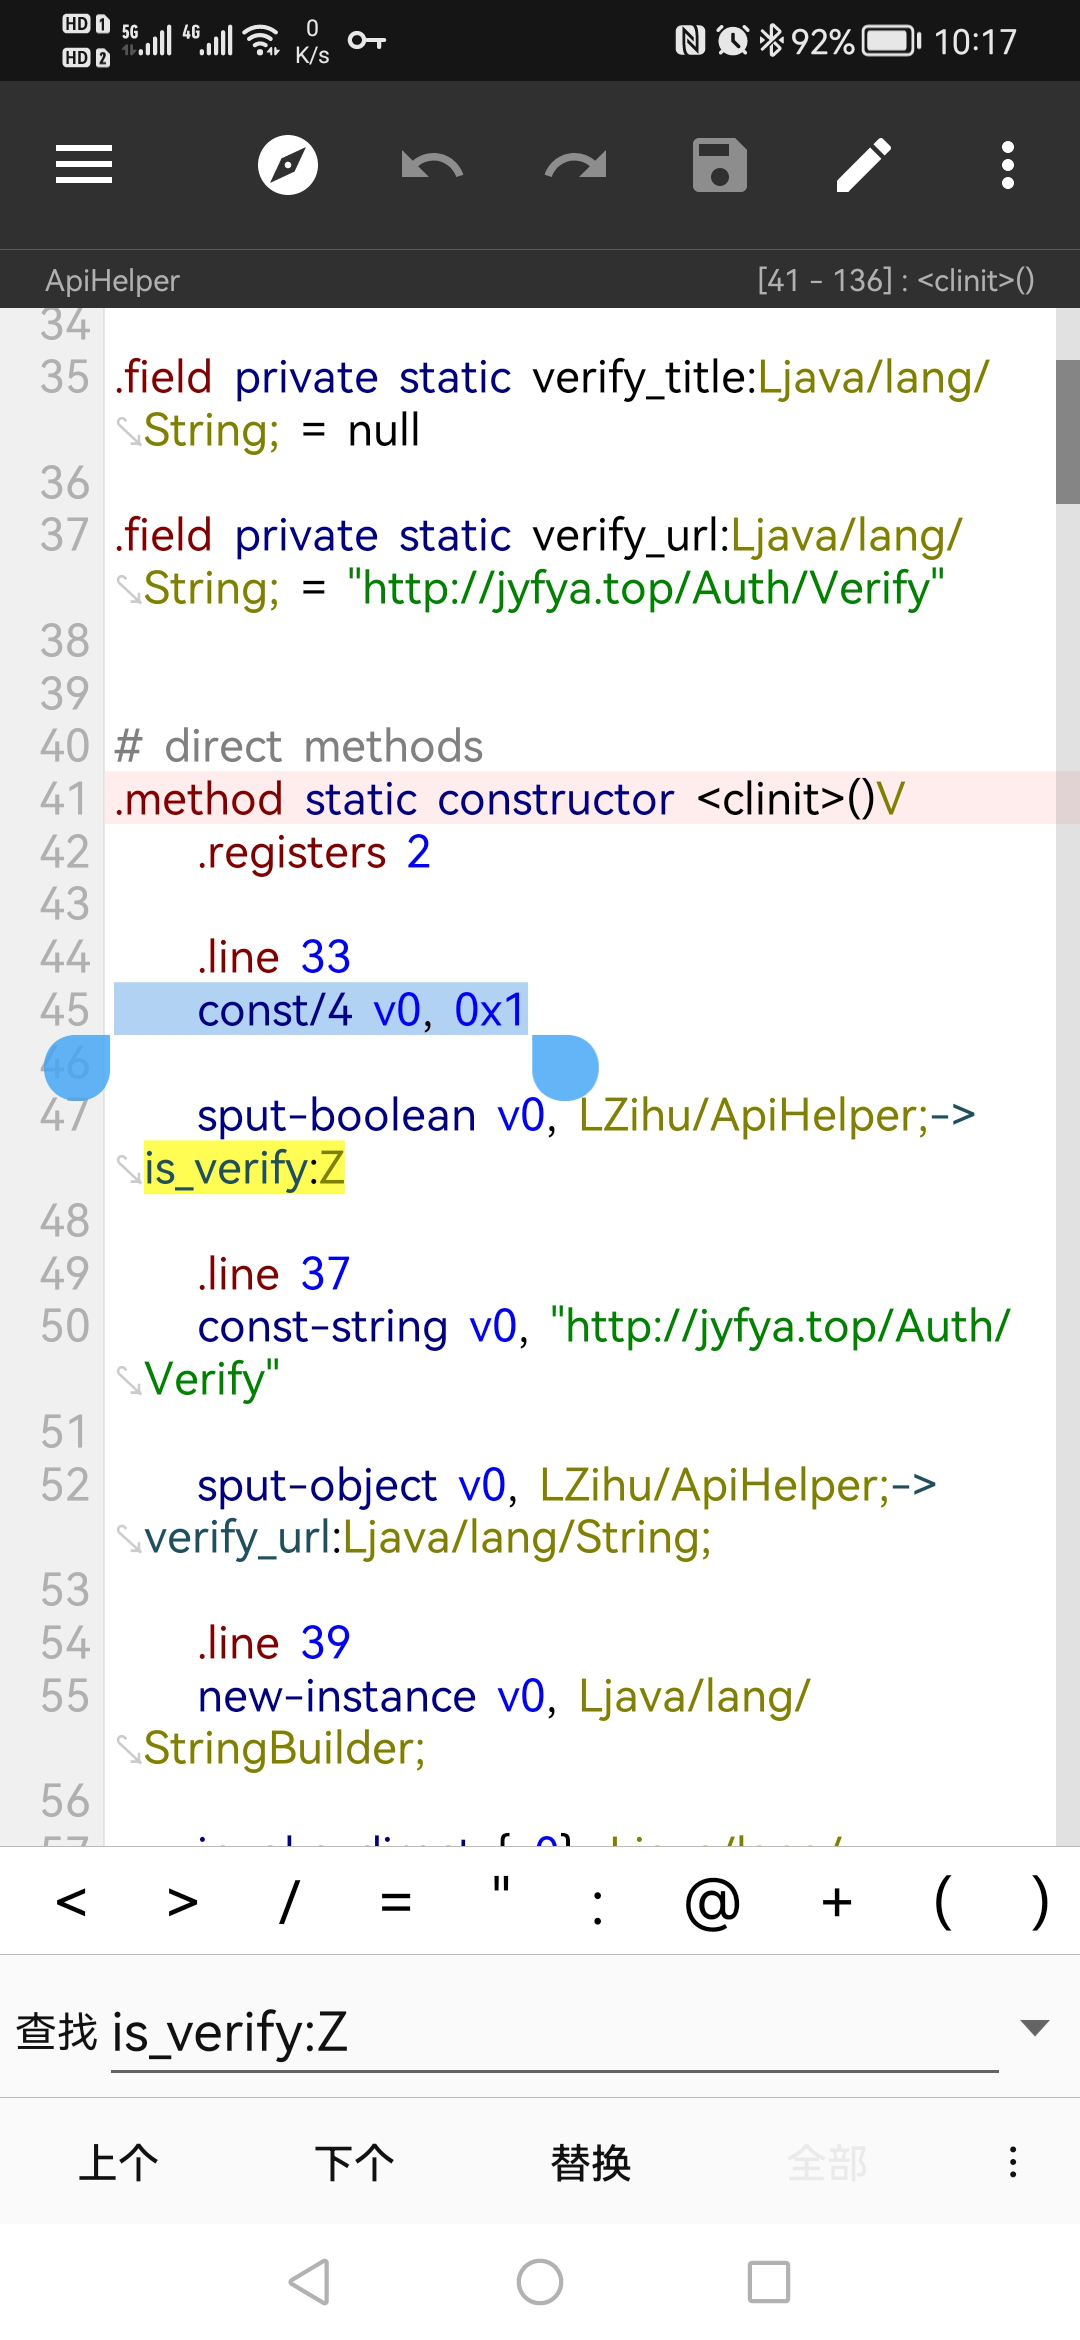 HD 1 5G 4G 0 92% 10:17
HD 2 K/s
ApiHelper [41 - 136] : <clinit>()
34
35 .field private static verify_title:Ljava/lang/
String; = null
36
37 .field private static verify_url:Ljava/lang/
String; = "http://jyfya.top/Auth/Verify"
38
39
40 # direct methods
41 .method static constructor <clinit>()V
42 .registers 2
43
44 .line 33
45 const/4 v0, 0x1
46
47 sput-boolean v0, LZihu/ApiHelper;->
is_verify:Z
48
49 .line 37
50 const-string v0, "http://jyfya.top/Auth/
Verify"
51
52 sput-object v0, LZihu/ApiHelper;->
verify_url:Ljava/lang/String;
53
54 .line 39
55 new-instance v0, Ljava/lang/
StringBuilder;
56
< > / = " : @ + ( )
查找 is_verify:Z
上个 下个 替换 全部